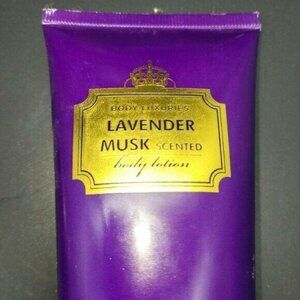 BODY LUXURIES
LAVENDER
MUSK SCENTED
body lotion